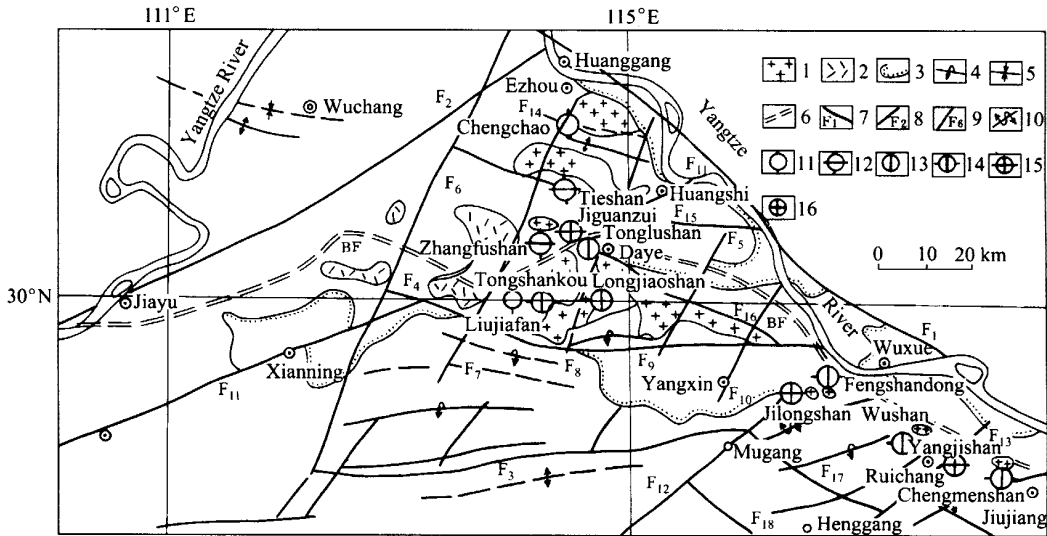 111°E 115°E
Yangtze River
Wuchang
F2
Huanggang
Ezhou
F14
Chengchao
Yangtze
River
1 2 3 4 5
6 F1 7 F2 8 F6 9 10
11 12 13 14 15
16
F11
Huangshi
F6
Tieshan
Jiguanzui
F15
Tonglushan
Zhangfushan
Daye
F5
0 10 20 km
BF
F4
Tongshankou
Longjiaoshan
30°N
Jiayu
Liujiafan
F16
BF
F1
Wuxue
Xianning
F7
F8
F9
Yangxin
F10
Fengshandong
F11
Jilongshan
Wushan
Mugang
Yangjishan
F13
F3
F12
F17
Ruichang
Chengmenshan
Jiujiang
F18
Henggang